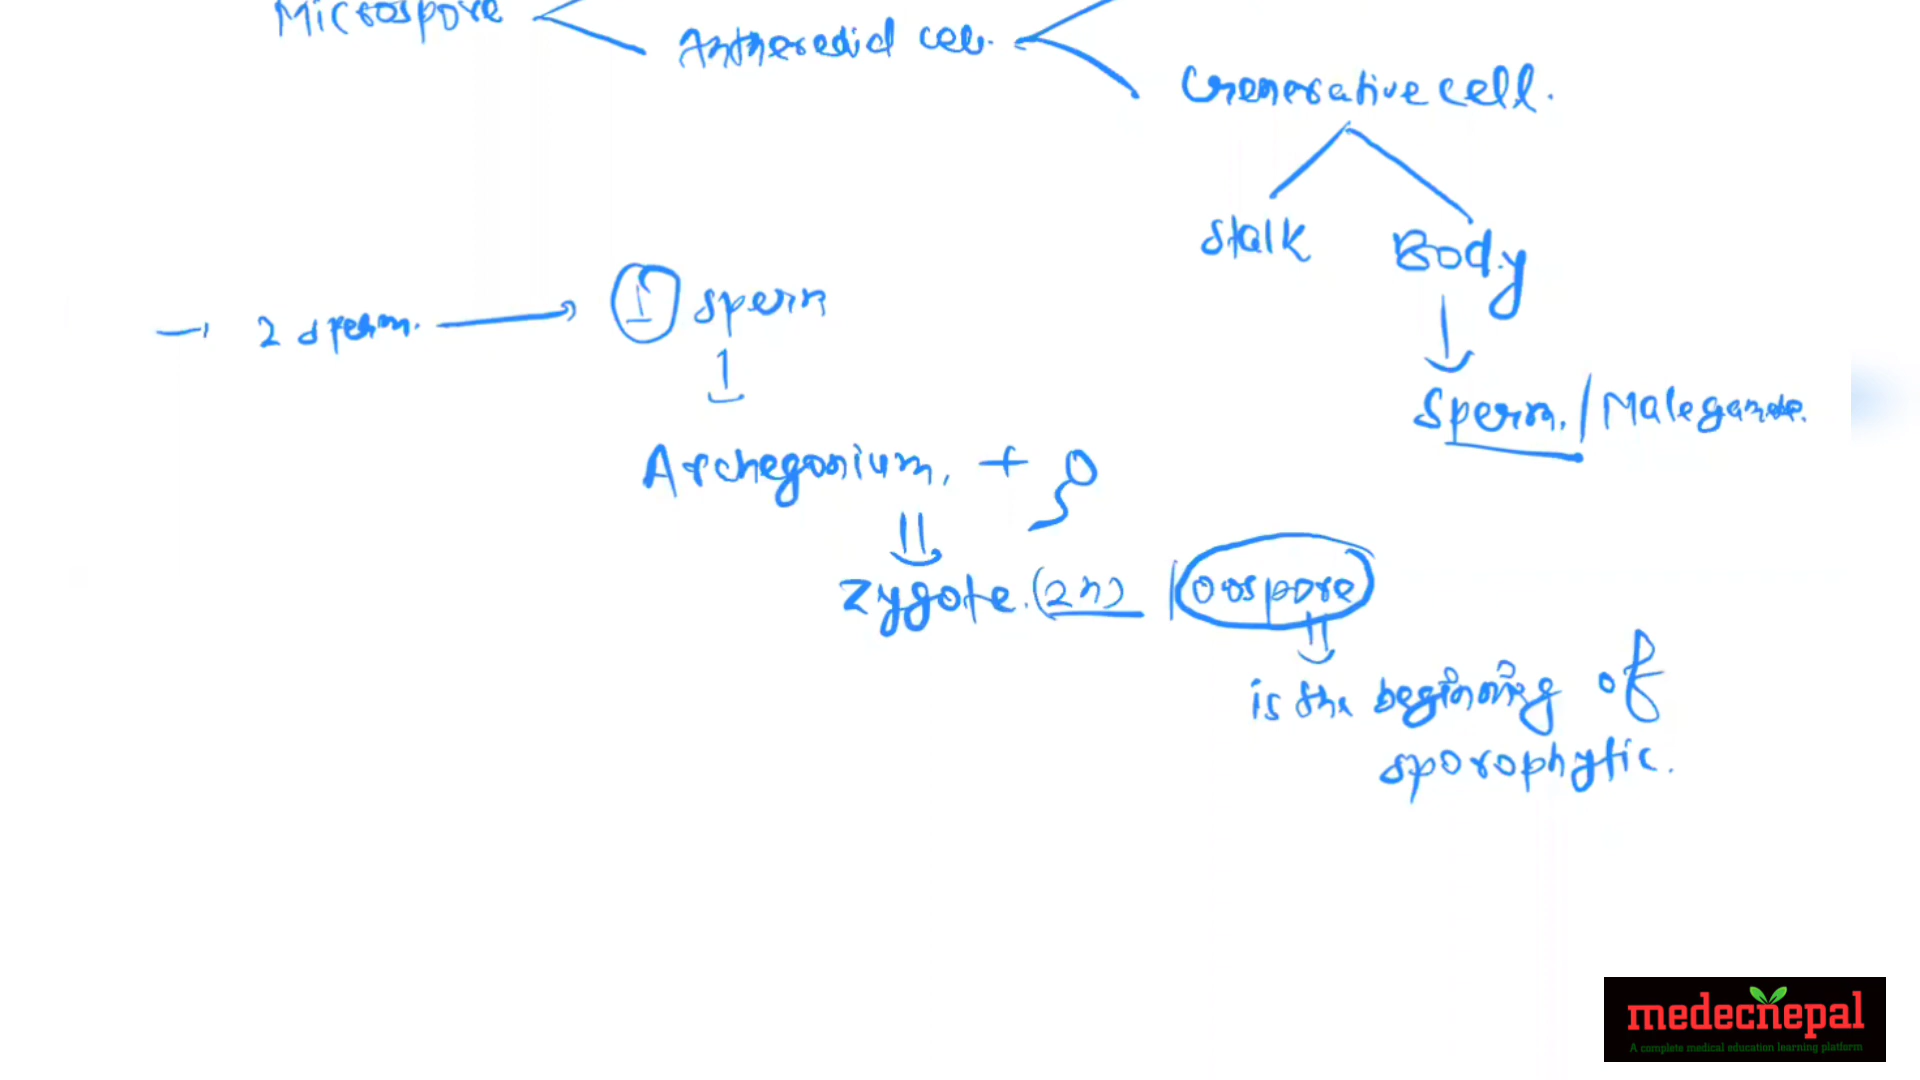 Microspore
Antheredial cell.
Generative cell.
Stalk Body
→ 2 sperm. → 1 sperm
Sperm. / Malegamete.
Archegonium. +
Zygote. (2n) | oospore
is the beginning of
sporophytic.
medecnepal
A complete medical education learning platform